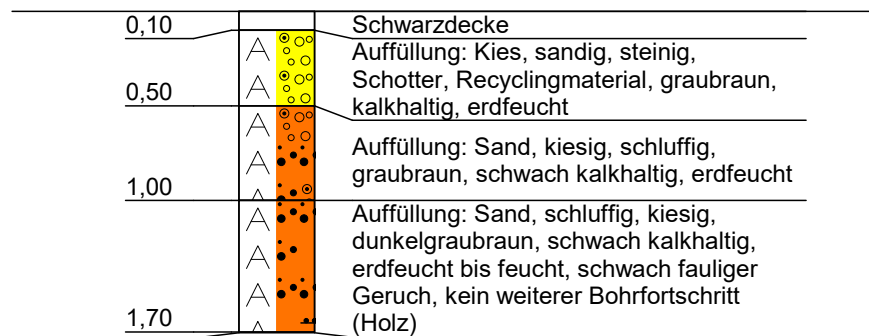 0,10
Schwarzdecke
Auffüllung: Kies, sandig, steinig,
Schotter, Recyclingmaterial, graubraun,
kalkhaltig, erdfeucht
0,50
Auffüllung: Sand, kiesig, schluffig,
graubraun, schwach kalkhaltig, erdfeucht
1,00
Auffüllung: Sand, schluffig, kiesig,
dunkelgraubraun, schwach kalkhaltig,
erdfeucht bis feucht, schwach fauliger
Geruch, kein weiterer Bohrfortschritt
(Holz)
1,70
A
A
A
A
A
A
A
A
A